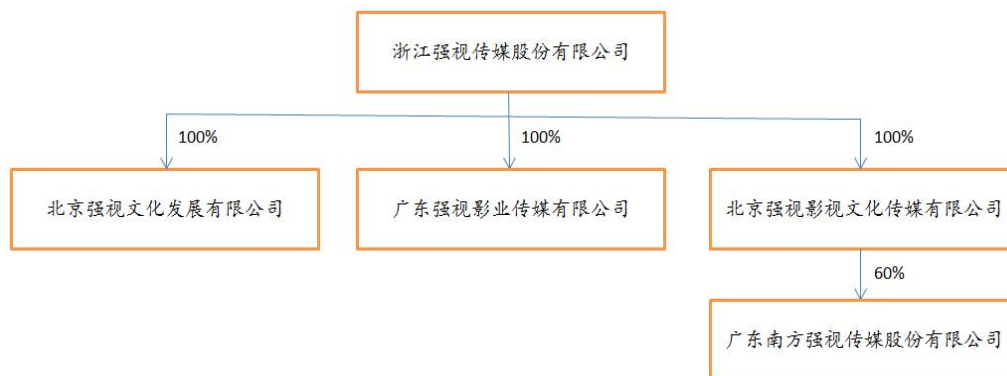 浙江强视传媒股份有限公司
100%
100%
100%
北京强视文化发展有限公司
广东强视影业传媒有限公司
北京强视影视文化传媒有限公司
60%
广东南方强视传媒股份有限公司